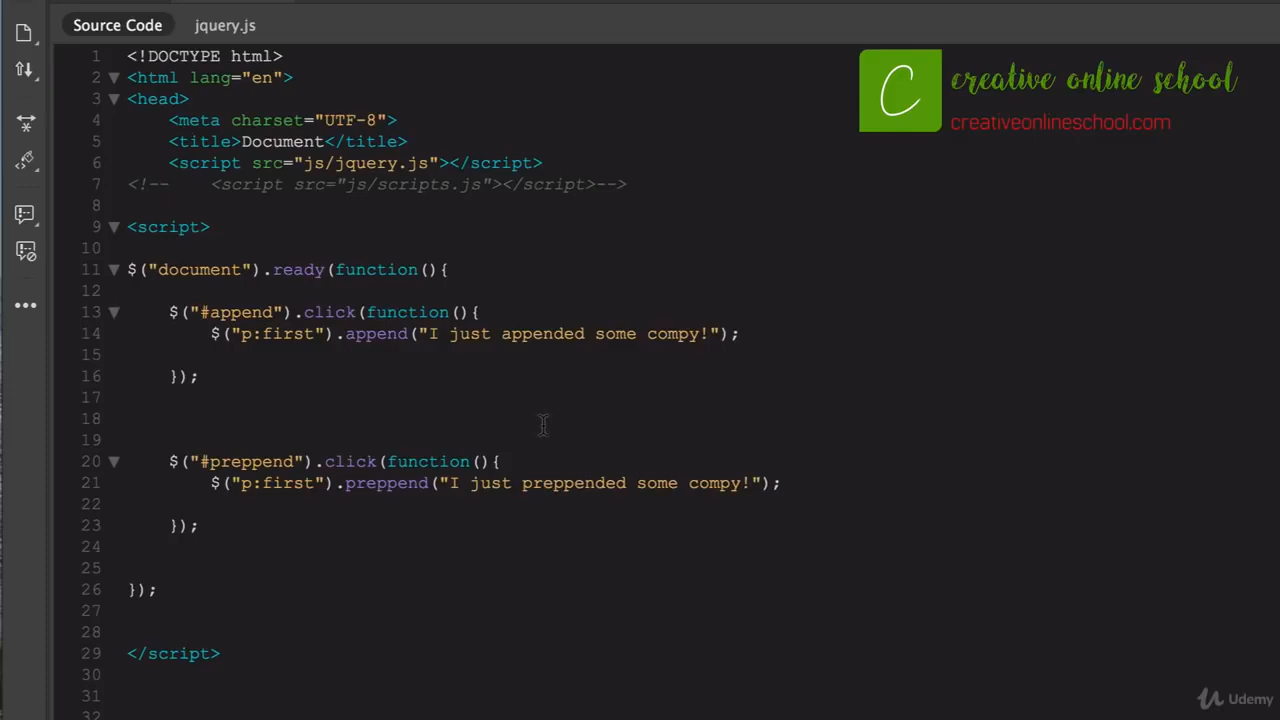 Source Code jquery.js
1 <!DOCTYPE html>
2 <html lang="en">
3 <head>
4 <meta charset="UTF-8">
5 <title>Document</title>
6 <script src="js/jquery.js"></script>
7 <!-- <script src="js/scripts.js"></script>-->
8
9 <script>
10
11 $("document").ready(function(){
12
13 $("#append").click(function(){
14 $("p:first").append("I just appended some compy!");
15
16 });
17
18
19
20 $("#preppend").click(function(){
21 $("p:first").preppend("I just preppended some compy!");
22
23 });
24
25
26 });
27
28
29 </script>
30
31
32
C creative online school
creativeonlineschool.com
Udemy